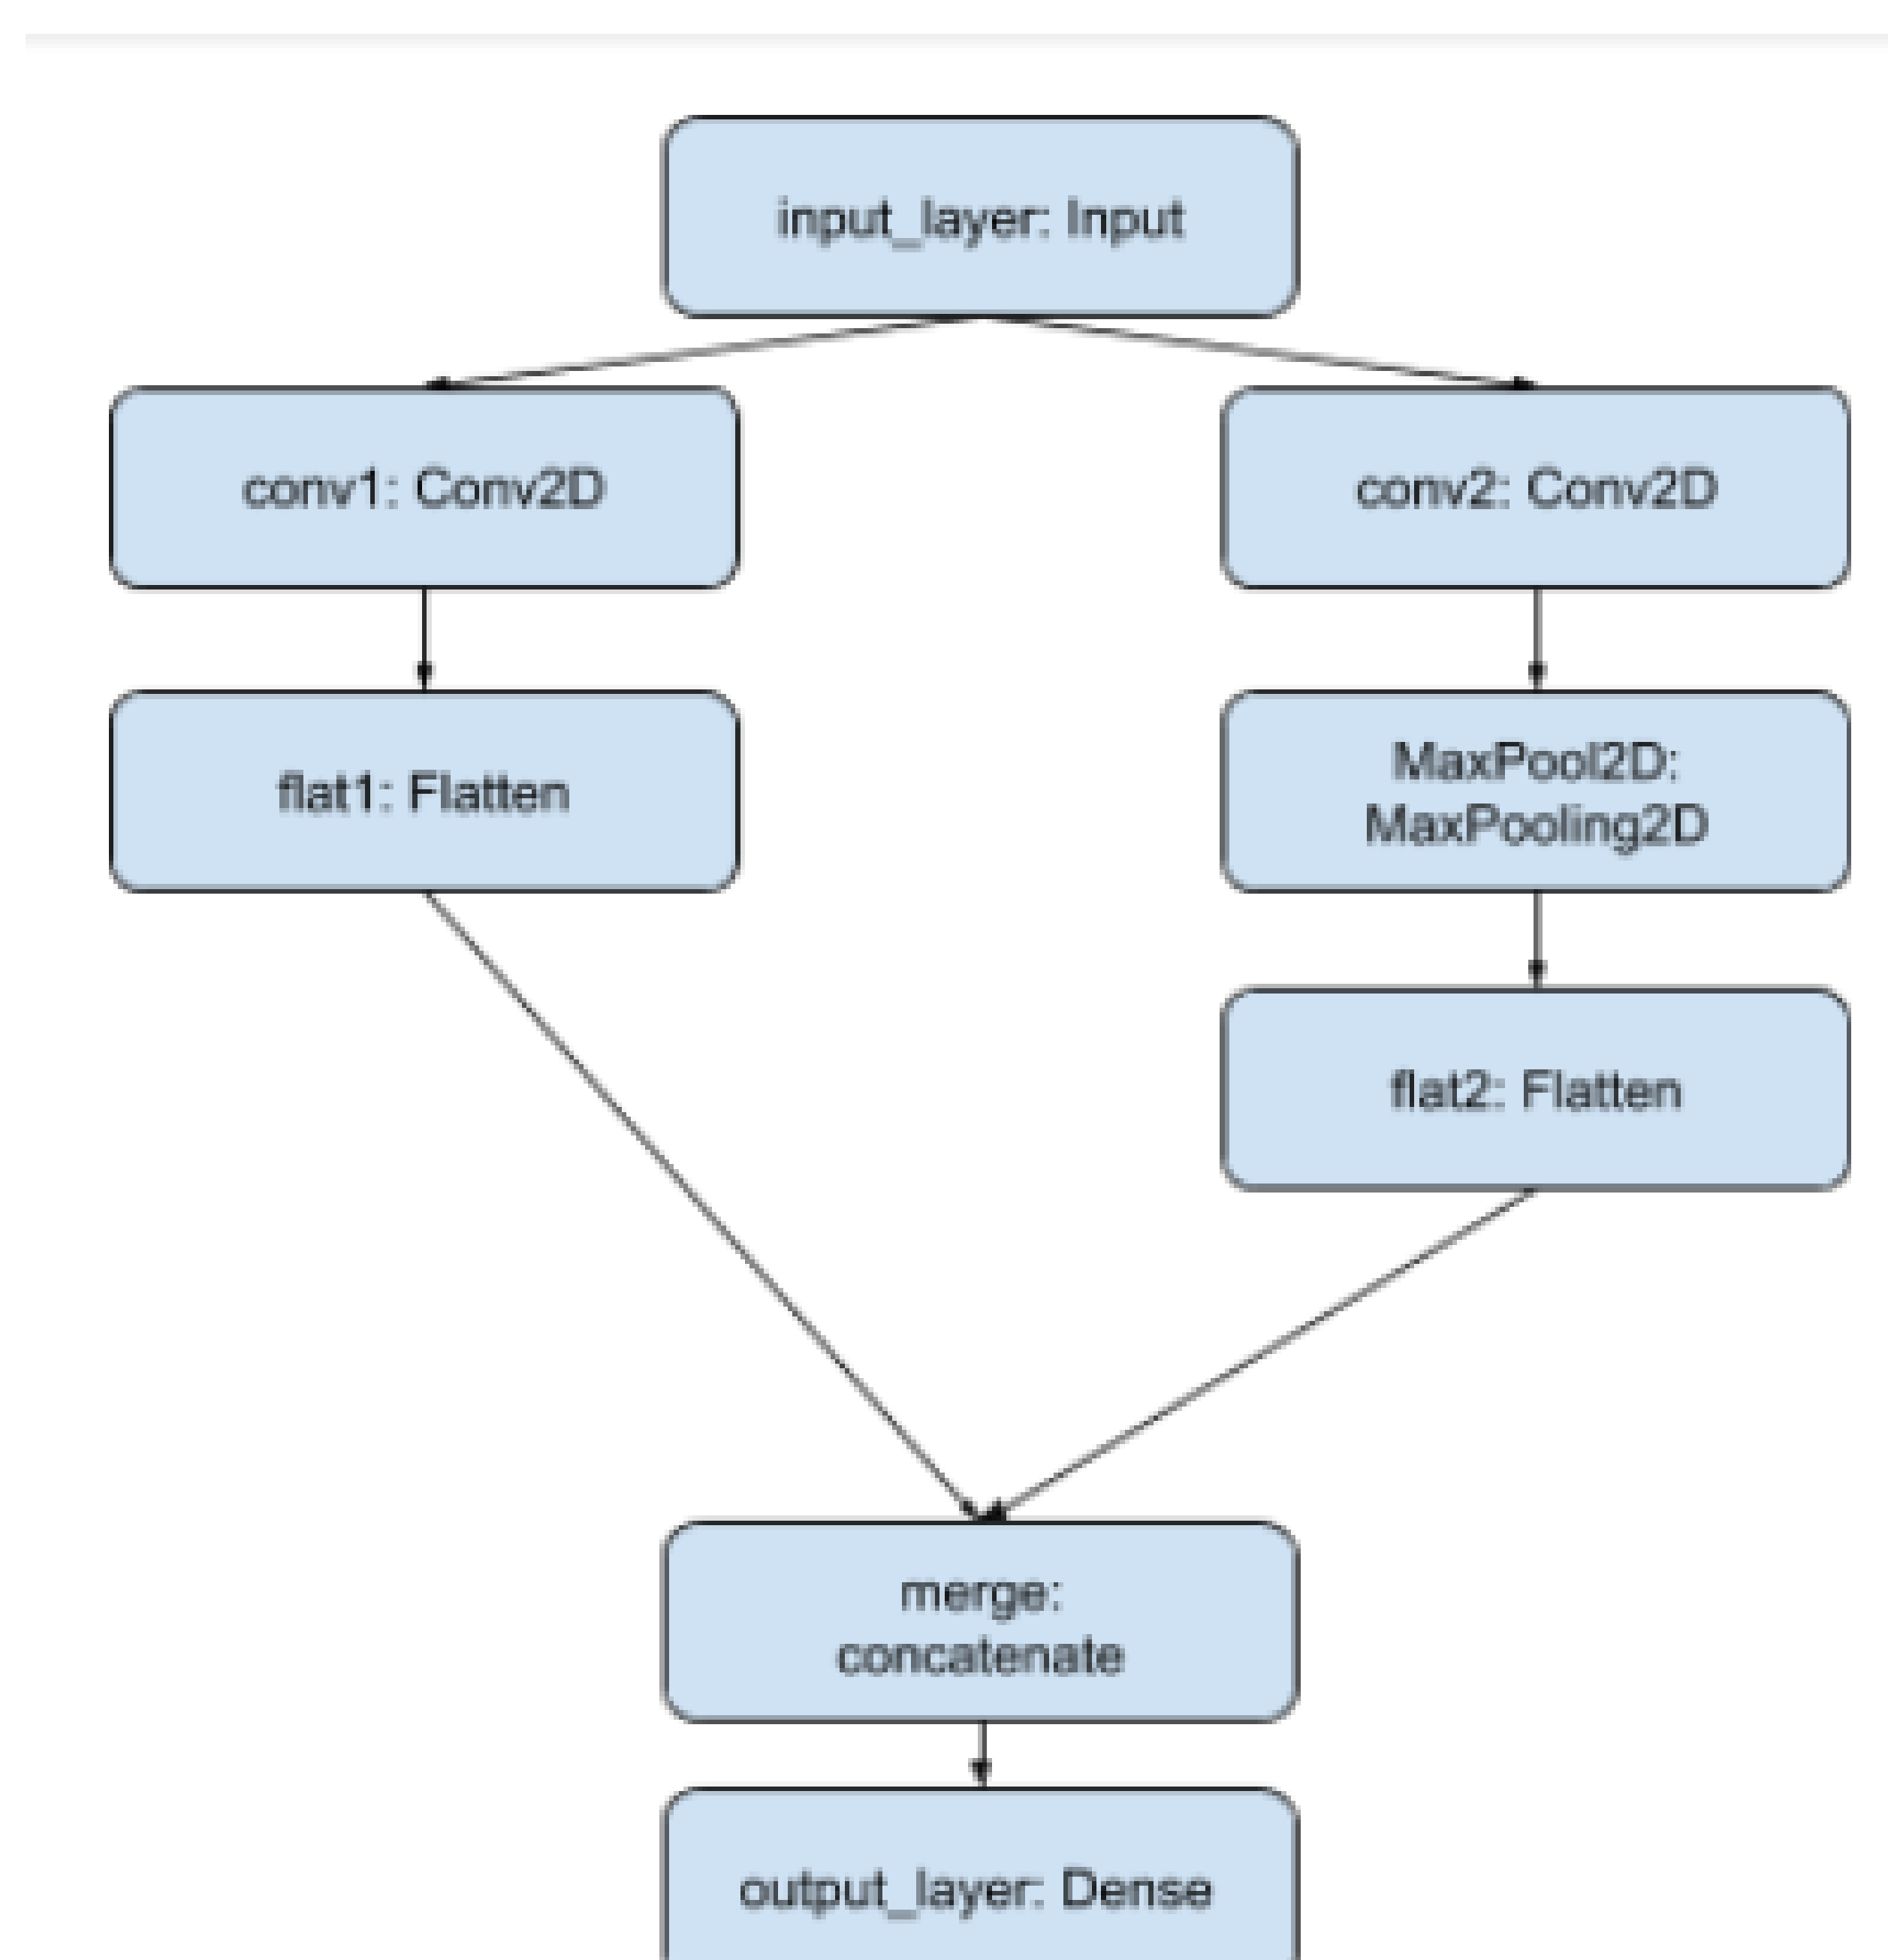 input_layer: Input
conv1: Conv2D
conv2: Conv2D
flat1: Flatten
MaxPool2D:
MaxPooling2D
flat2: Flatten
merge:
concatenate
output_layer: Dense